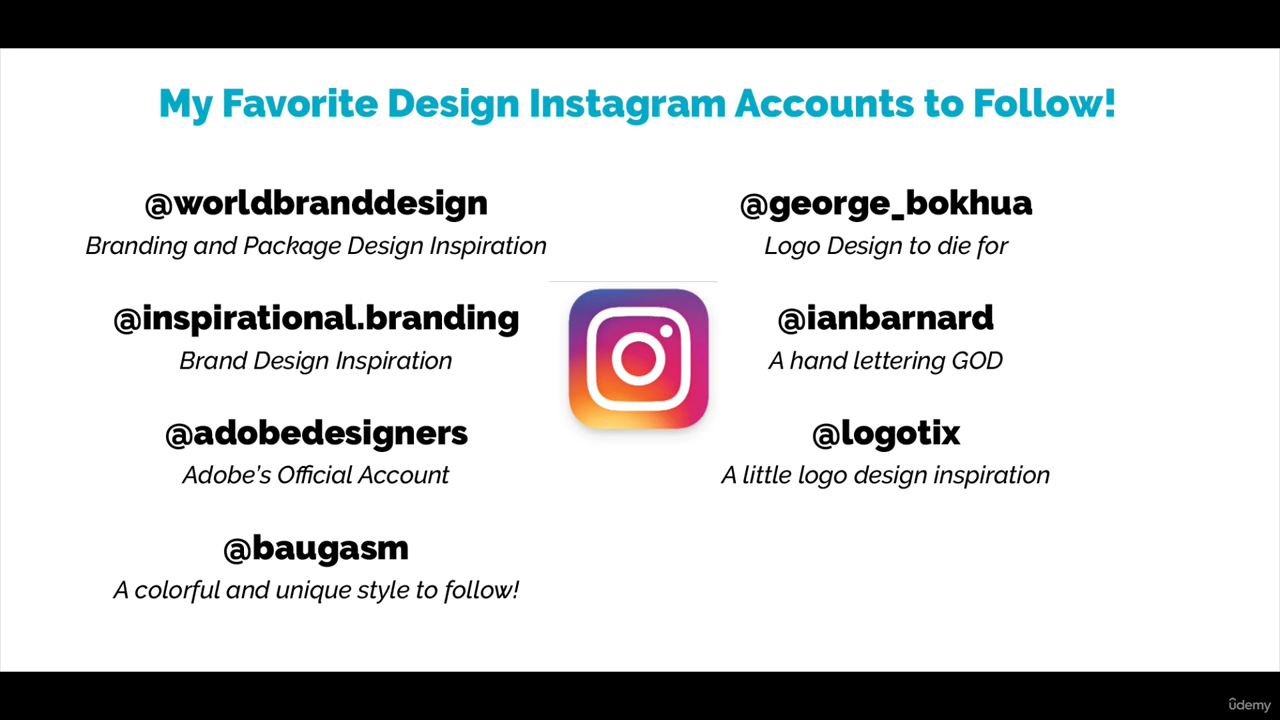 My Favorite Design Instagram Accounts to Follow!
@worldbranddesign
Branding and Package Design Inspiration
@inspirational.branding
Brand Design Inspiration
@adobedesigners
Adobe's Official Account
@baugasm
A colorful and unique style to follow!
@george_bokhua
Logo Design to die for
@ianbarnard
A hand lettering GOD
@logotix
A little logo design inspiration
ûdemy